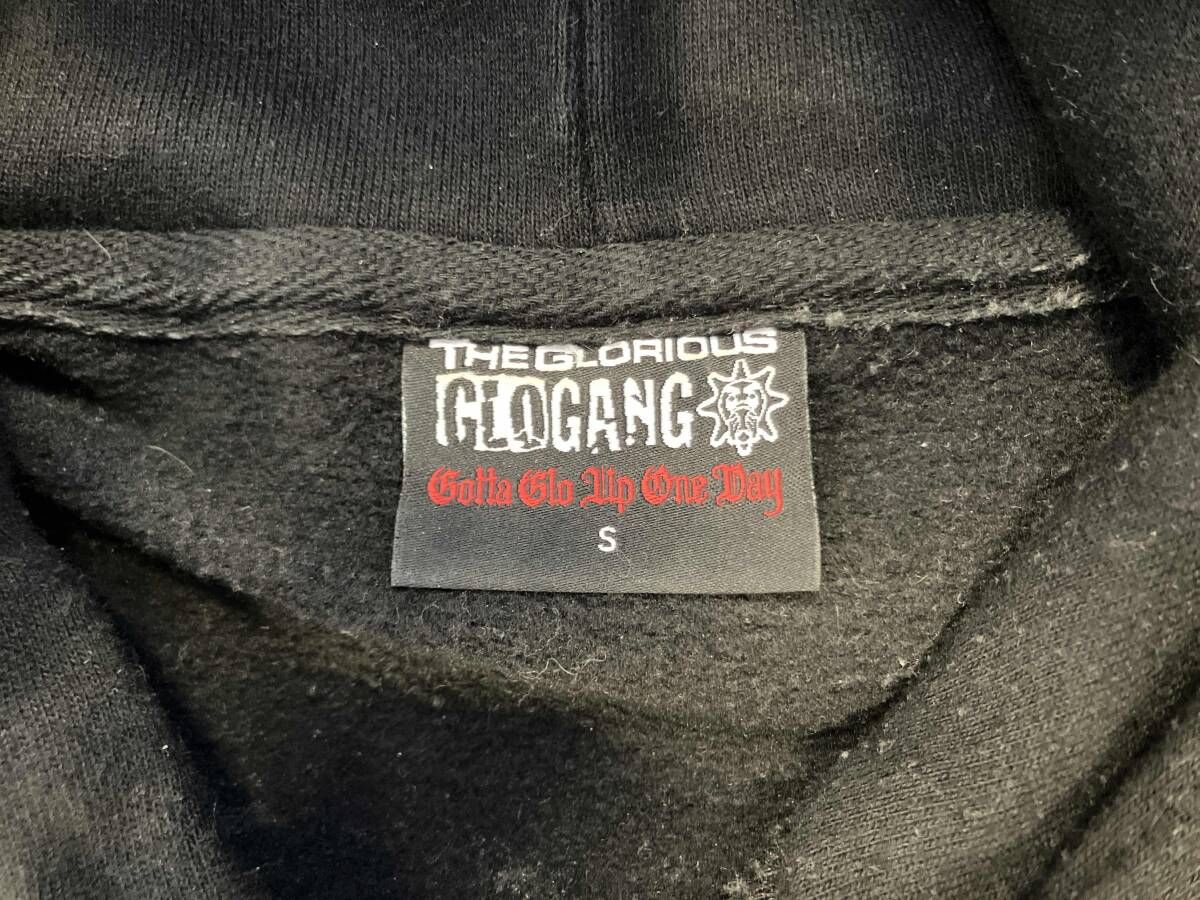 THE GLORIOUS
GLOGANG
Gotta Glo Up One Day
S